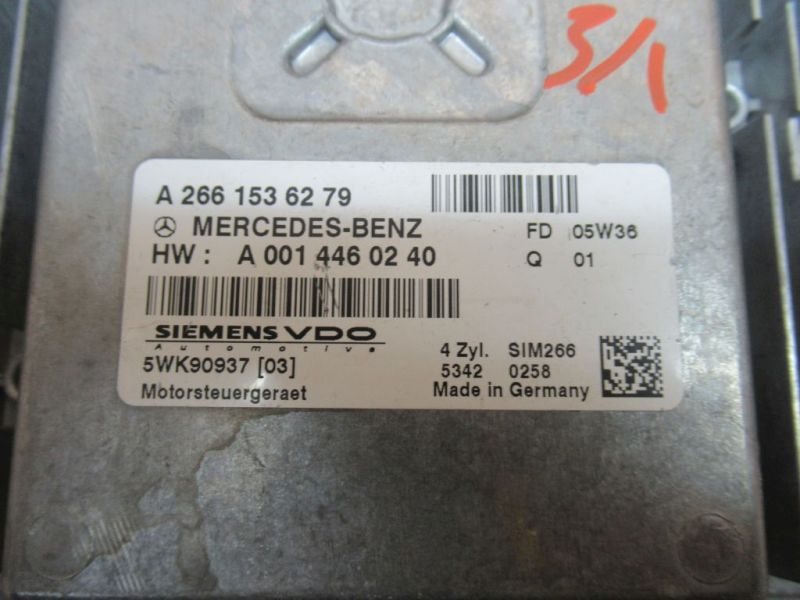 3/1
A 266 153 62 79
MERCEDES-BENZ FD 05W36
HW : A 001 446 02 40 Q 01
SIEMENS VDO
Automotive 4 Zyl. SIM266
5WK90937 [03] 5342 0258
Motorsteuergeraet Made in Germany